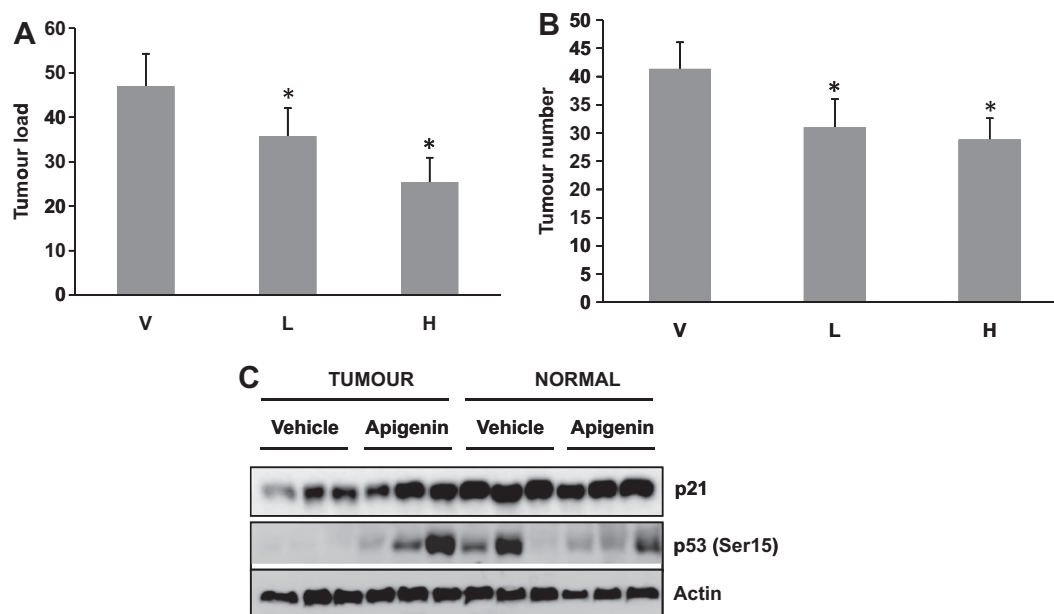 A
Tumour load
60
50
40
30
20
10
0
*
*
V L H
B
Tumour number
50
45
40
35
30
25
20
15
10
5
0
*
*
V L H
C
TUMOUR NORMAL
Vehicle Apigenin Vehicle Apigenin
p21
p53 (Ser15)
Actin